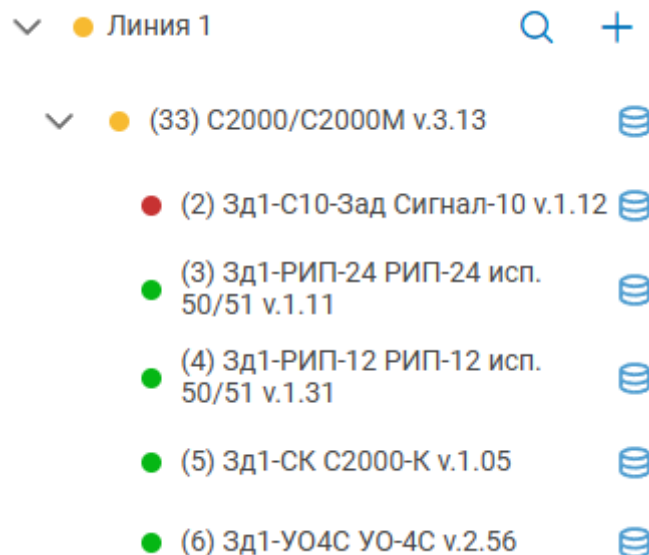 Линия 1
(33) С2000/С2000М v.3.13
(2) Зд1-С10-Зад Сигнал-10 v.1.12
(3) Зд1-РИП-24 РИП-24 исп.
50/51 v.1.11
(4) Зд1-РИП-12 РИП-12 исп.
50/51 v.1.31
(5) Зд1-СК С2000-К v.1.05
(6) Зд1-УО4С УО-4С v.2.56